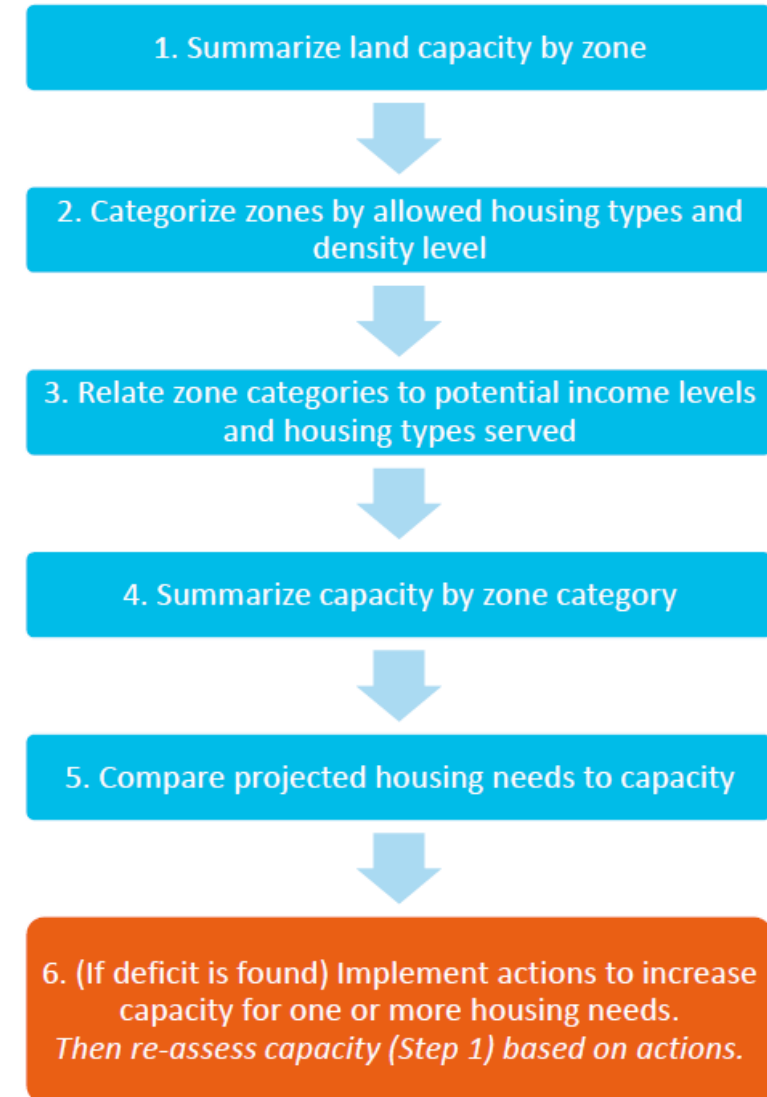 1. Summarize land capacity by zone
2. Categorize zones by allowed housing types and
density level
3. Relate zone categories to potential income levels
and housing types served
4. Summarize capacity by zone category
5. Compare projected housing needs to capacity
6. (If deficit is found) Implement actions to increase
capacity for one or more housing needs.
Then re-assess capacity (Step 1) based on actions.